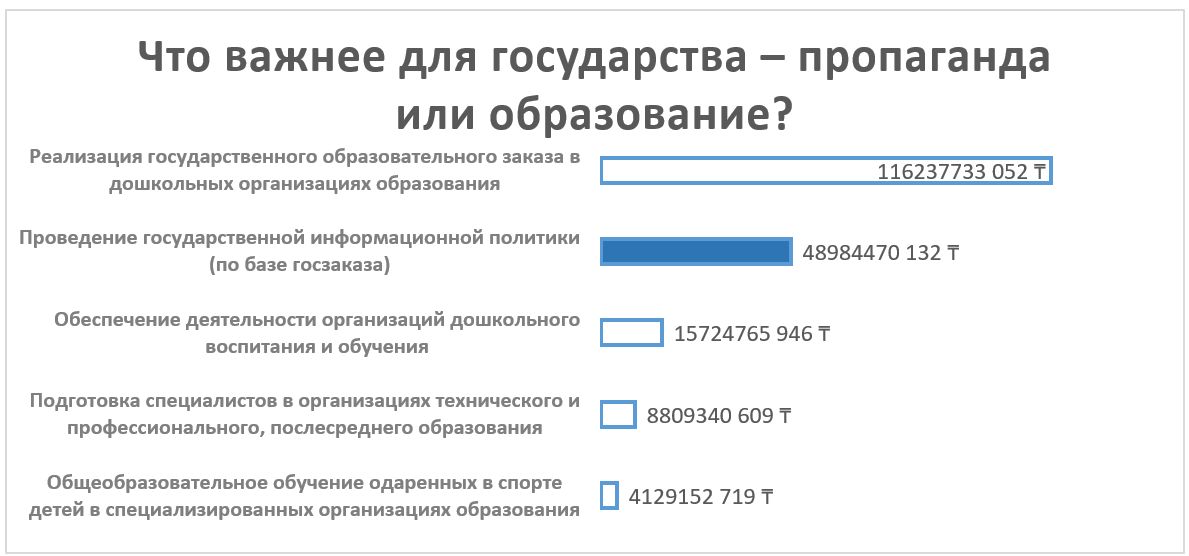 Что важнее для государства – пропаганда
или образование?
Реализация государственного образовательного заказа в
дошкольных организациях образования
116237733 052 ₸
Проведение государственной информационной политики
(по базе госзаказа)
48984470 132 ₸
Обеспечение деятельности организаций дошкольного
воспитания и обучения
15724765 946 ₸
Подготовка специалистов в организациях технического и
профессионального, послесреднего образования
8809340 609 ₸
Общеобразовательное обучение одаренных в спорте
детей в специализированных организациях образования
4129152 719 ₸